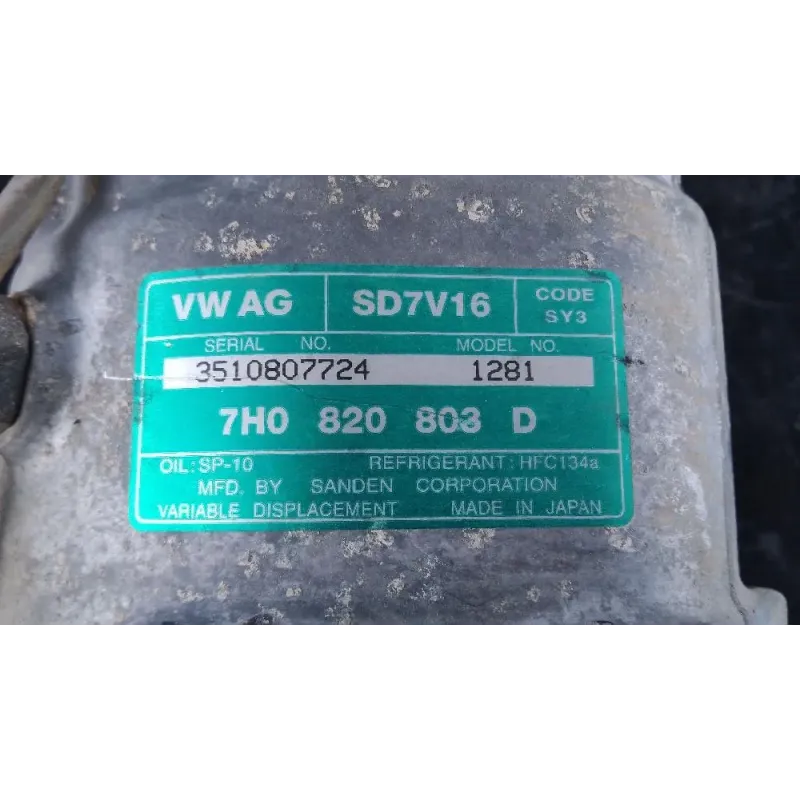 VW AG SD7V16 CODE SY3
SERIAL NO. MODEL NO.
3510807724 1281
7H0 820 803 D
OIL: SP-10 REFRIGERANT: HFC134a
MFD. BY SANDEN CORPORATION
VARIABLE DISPLACEMENT MADE IN JAPAN